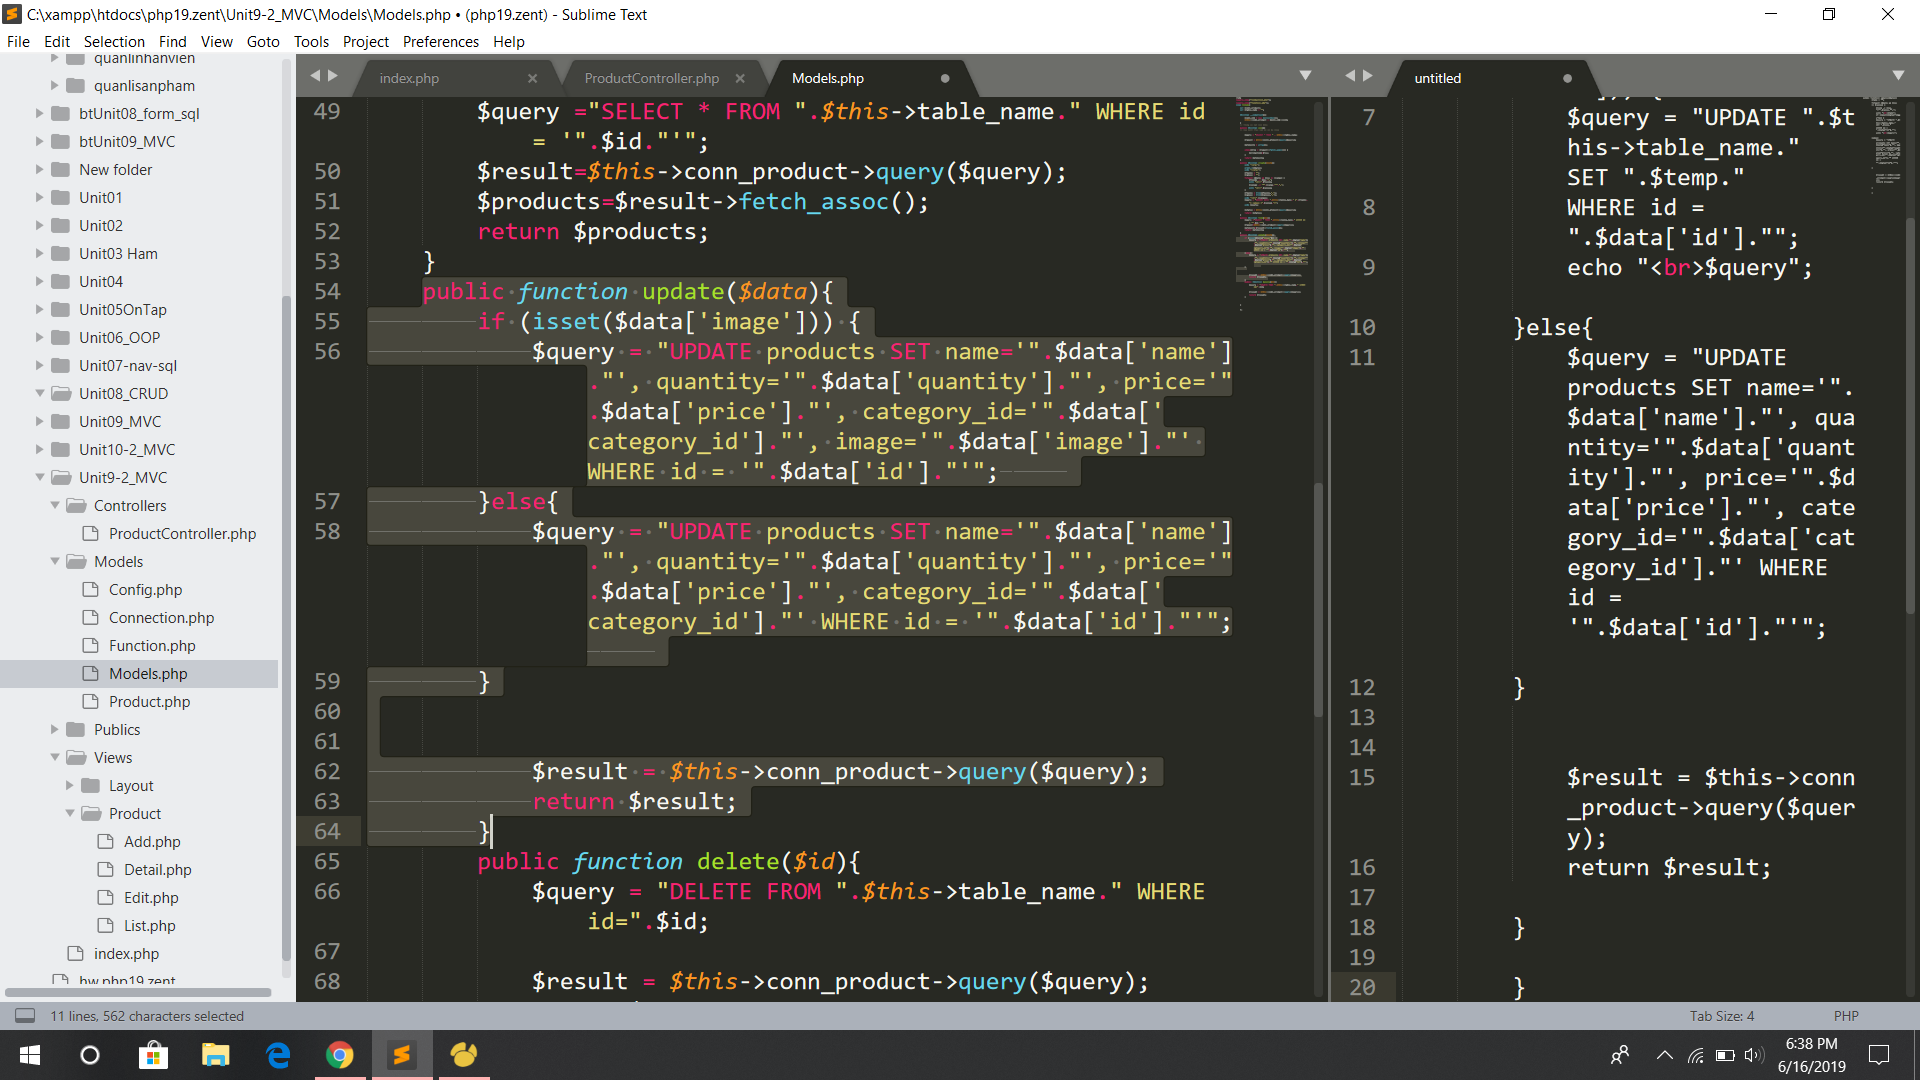 C:\xampp\htdocs\php19.zent\Unit9-2_MVC\Models\Models.php • (php19.zent) - Sublime Text
File Edit Selection Find View Goto Tools Project Preferences Help
quanlinhanvien
quanlisanpham
btUnit08_form_sql
btUnit09_MVC
New folder
Unit01
Unit02
Unit03 Ham
Unit04
Unit05OnTap
Unit06_OOP
Unit07-nav-sql
Unit08_CRUD
Unit09_MVC
Unit10-2_MVC
Unit9-2_MVC
Controllers
ProductController.php
Models
Config.php
Connection.php
Function.php
Models.php
Product.php
Publics
Views
Layout
Product
Add.php
Detail.php
Edit.php
List.php
index.php
hw.php19.zent
index.php × ProductController.php × Models.php •
49 $query ="SELECT * FROM ".$this->table_name." WHERE id
= '".$id."'";
50 $result=$this->conn_product->query($query);
51 $products=$result->fetch_assoc();
52 return $products;
53 }
54 public function update($data){
55 if (isset($data['image'])) {
56 $query = "UPDATE products SET name='".$data['name']
."', quantity='".$data['quantity']."', price='"
.$data['price']."', category_id='".$data['
category_id']."', image='".$data['image']."'
WHERE id = '".$data['id']."'";
57 }else{
58 $query = "UPDATE products SET name='".$data['name']
."', quantity='".$data['quantity']."', price='"
.$data['price']."', category_id='".$data['
category_id']."' WHERE id = '".$data['id']."'";
59 }
60
61
62 $result = $this->conn_product->query($query);
63 return $result;
64 }
65 public function delete($id){
66 $query = "DELETE FROM ".$this->table_name." WHERE
id=".$id;
67
68 $result = $this->conn_product->query($query);
untitled •
7 $query = "UPDATE ".$t
his->table_name."
SET ".$temp."
8 WHERE id =
".$data['id']."";
9 echo "<br>$query";
10 }else{
11 $query = "UPDATE
products SET name='".
$data['name']."', qua
ntity='".$data['quant
ity']."', price='".$d
ata['price']."', cate
gory_id='".$data['cat
egory_id']."' WHERE
id =
'".$data['id']."'";
12 }
13
14
15 $result = $this->conn
_product->query($quer
y);
16 return $result;
17
18 }
19
20 }
11 lines, 562 characters selected
Tab Size: 4 PHP
6:38 PM
6/16/2019